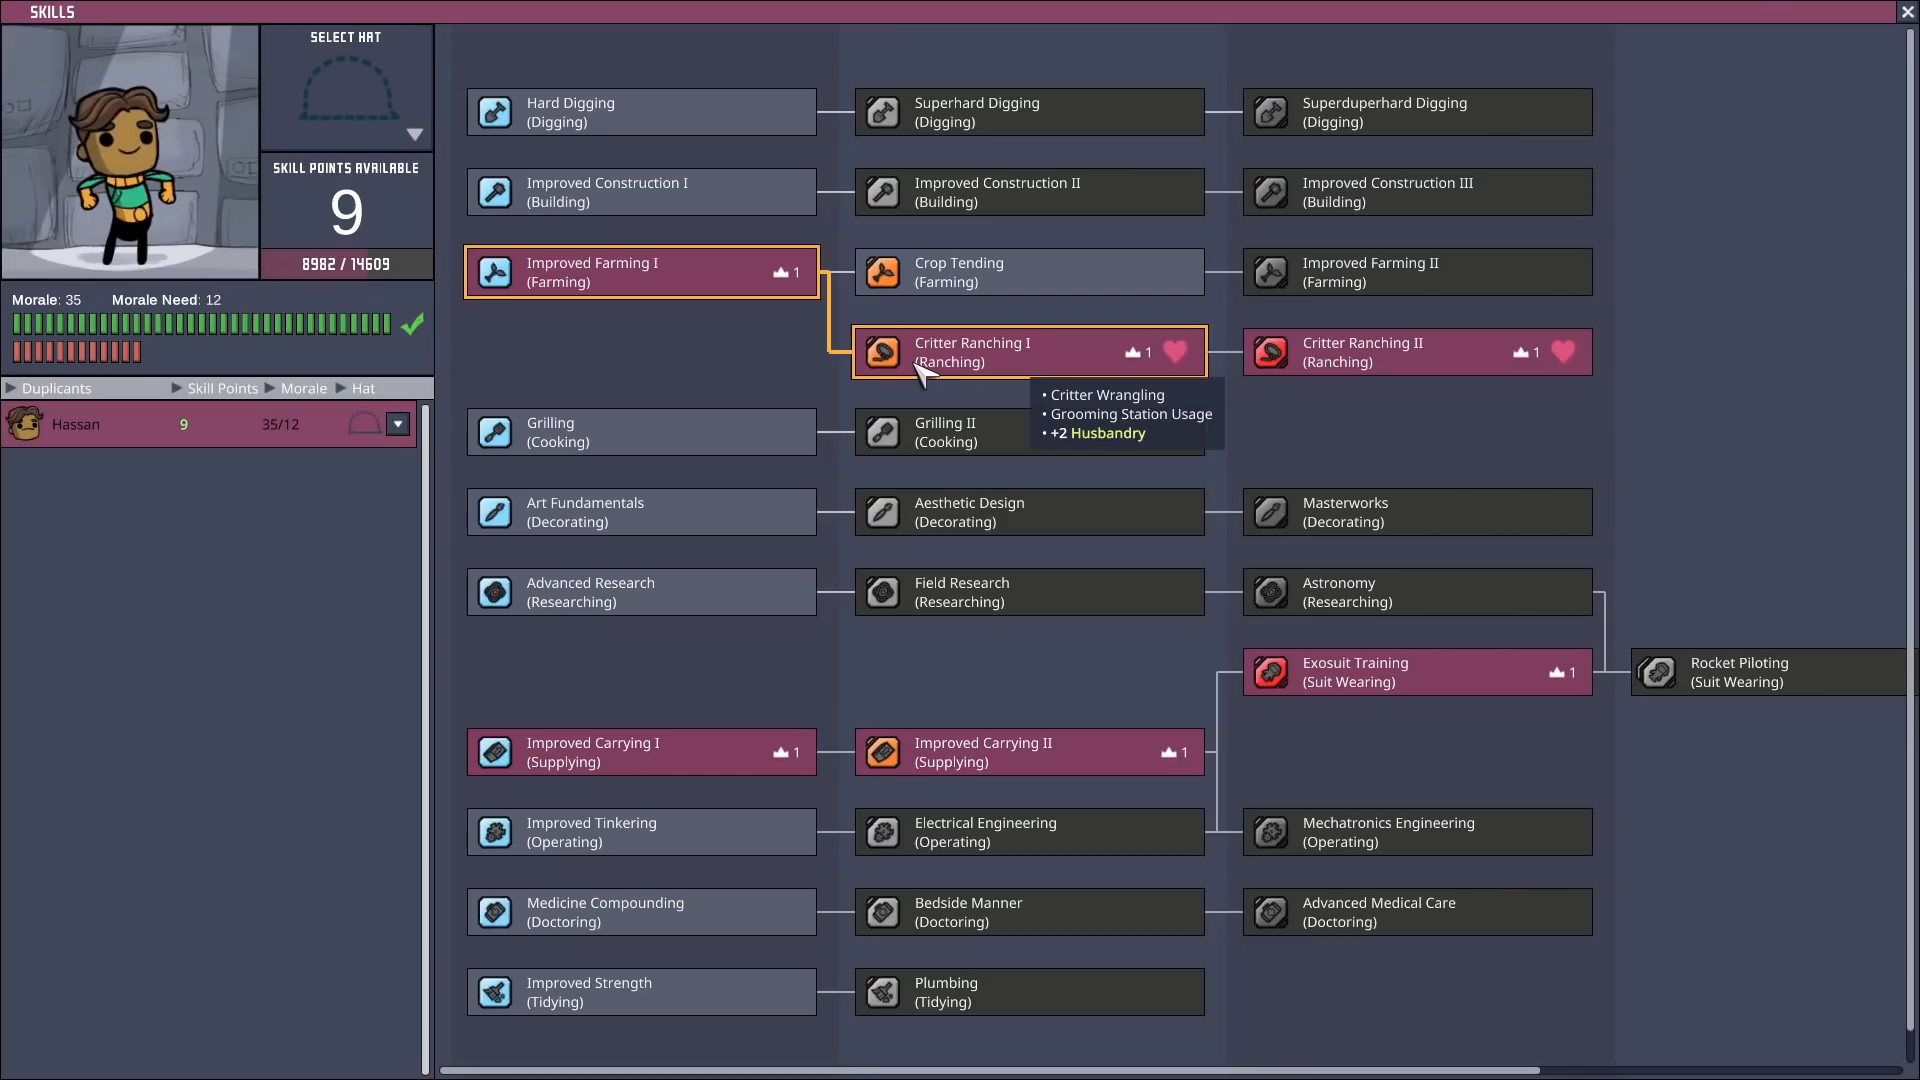 SKILLS
SELECT HAT
SKILL POINTS AVAILABLE
9
8982 / 14609
Morale: 35 Morale Need: 12
Duplicants Skill Points Morale Hat
Hassan 9 35/12
Hard Digging
(Digging)
Superhard Digging
(Digging)
Superduperhard Digging
(Digging)
Improved Construction I
(Building)
Improved Construction II
(Building)
Improved Construction III
(Building)
Improved Farming I
(Farming)
1
Crop Tending
(Farming)
Improved Farming II
(Farming)
Critter Ranching I
(Ranching)
1
Critter Ranching II
(Ranching)
1
• Critter Wrangling
• Grooming Station Usage
• +2 Husbandry
Grilling
(Cooking)
Grilling II
(Cooking)
Art Fundamentals
(Decorating)
Aesthetic Design
(Decorating)
Masterworks
(Decorating)
Advanced Research
(Researching)
Field Research
(Researching)
Astronomy
(Researching)
Exosuit Training
(Suit Wearing)
1
Rocket Piloting
(Suit Wearing)
Improved Carrying I
(Supplying)
1
Improved Carrying II
(Supplying)
1
Improved Tinkering
(Operating)
Electrical Engineering
(Operating)
Mechatronics Engineering
(Operating)
Medicine Compounding
(Doctoring)
Bedside Manner
(Doctoring)
Advanced Medical Care
(Doctoring)
Improved Strength
(Tidying)
Plumbing
(Tidying)